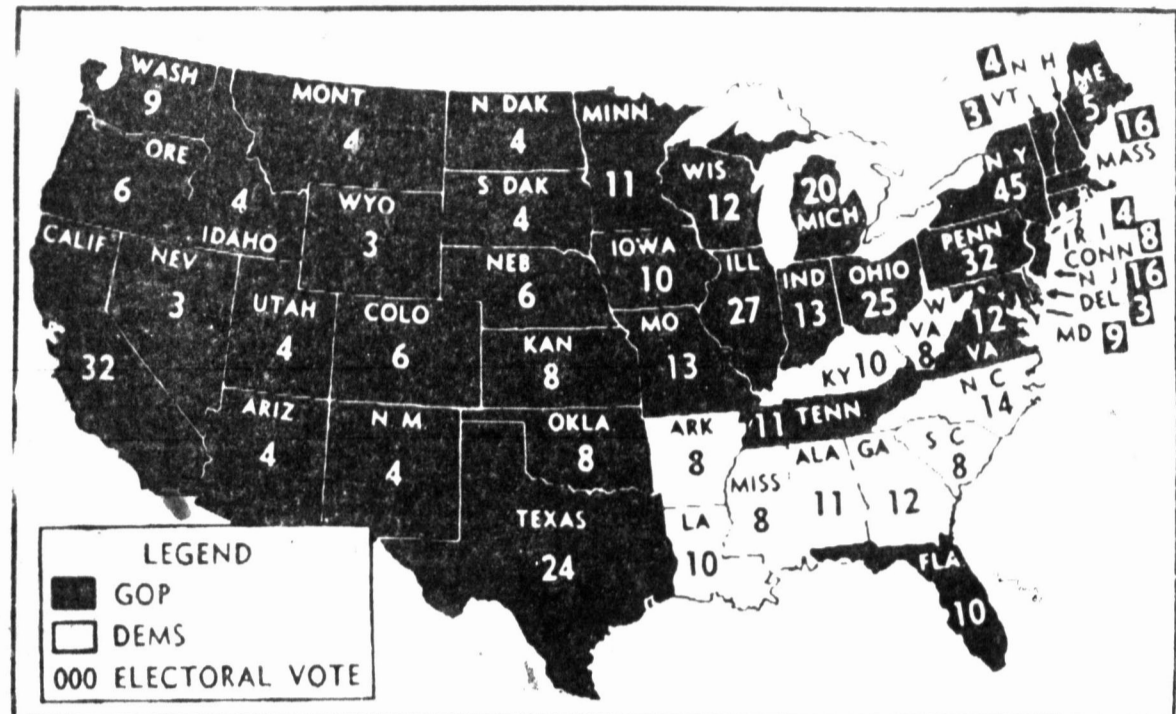 WASH
9
ORE
6
CALIF
32
NEV
3
IDAHO
4
MONT
4
WYO
3
UTAH
4
COLO
6
ARIZ
4
N. M.
4
N. DAK
4
S DAK
4
NEB
6
KAN
8
OKLA
8
TEXAS
24
MINN
11
IOWA
10
MO
13
ARK
8
LA
10
WIS
12
ILL
27
20
MICH
IND
13
OHIO
25
KY 10
11 TENN
MISS
8
ALA
11
GA
12
FLA
10
S C
8
N C
14
W
VA
8
12
VA
PENN
32
N Y
45
4 N H
3 VT
ME
5
16
MASS
R I 4
CONN 8
N J 16
DEL
3
MD 9
LEGEND
GOP
DEMS
000 ELECTORAL VOTE